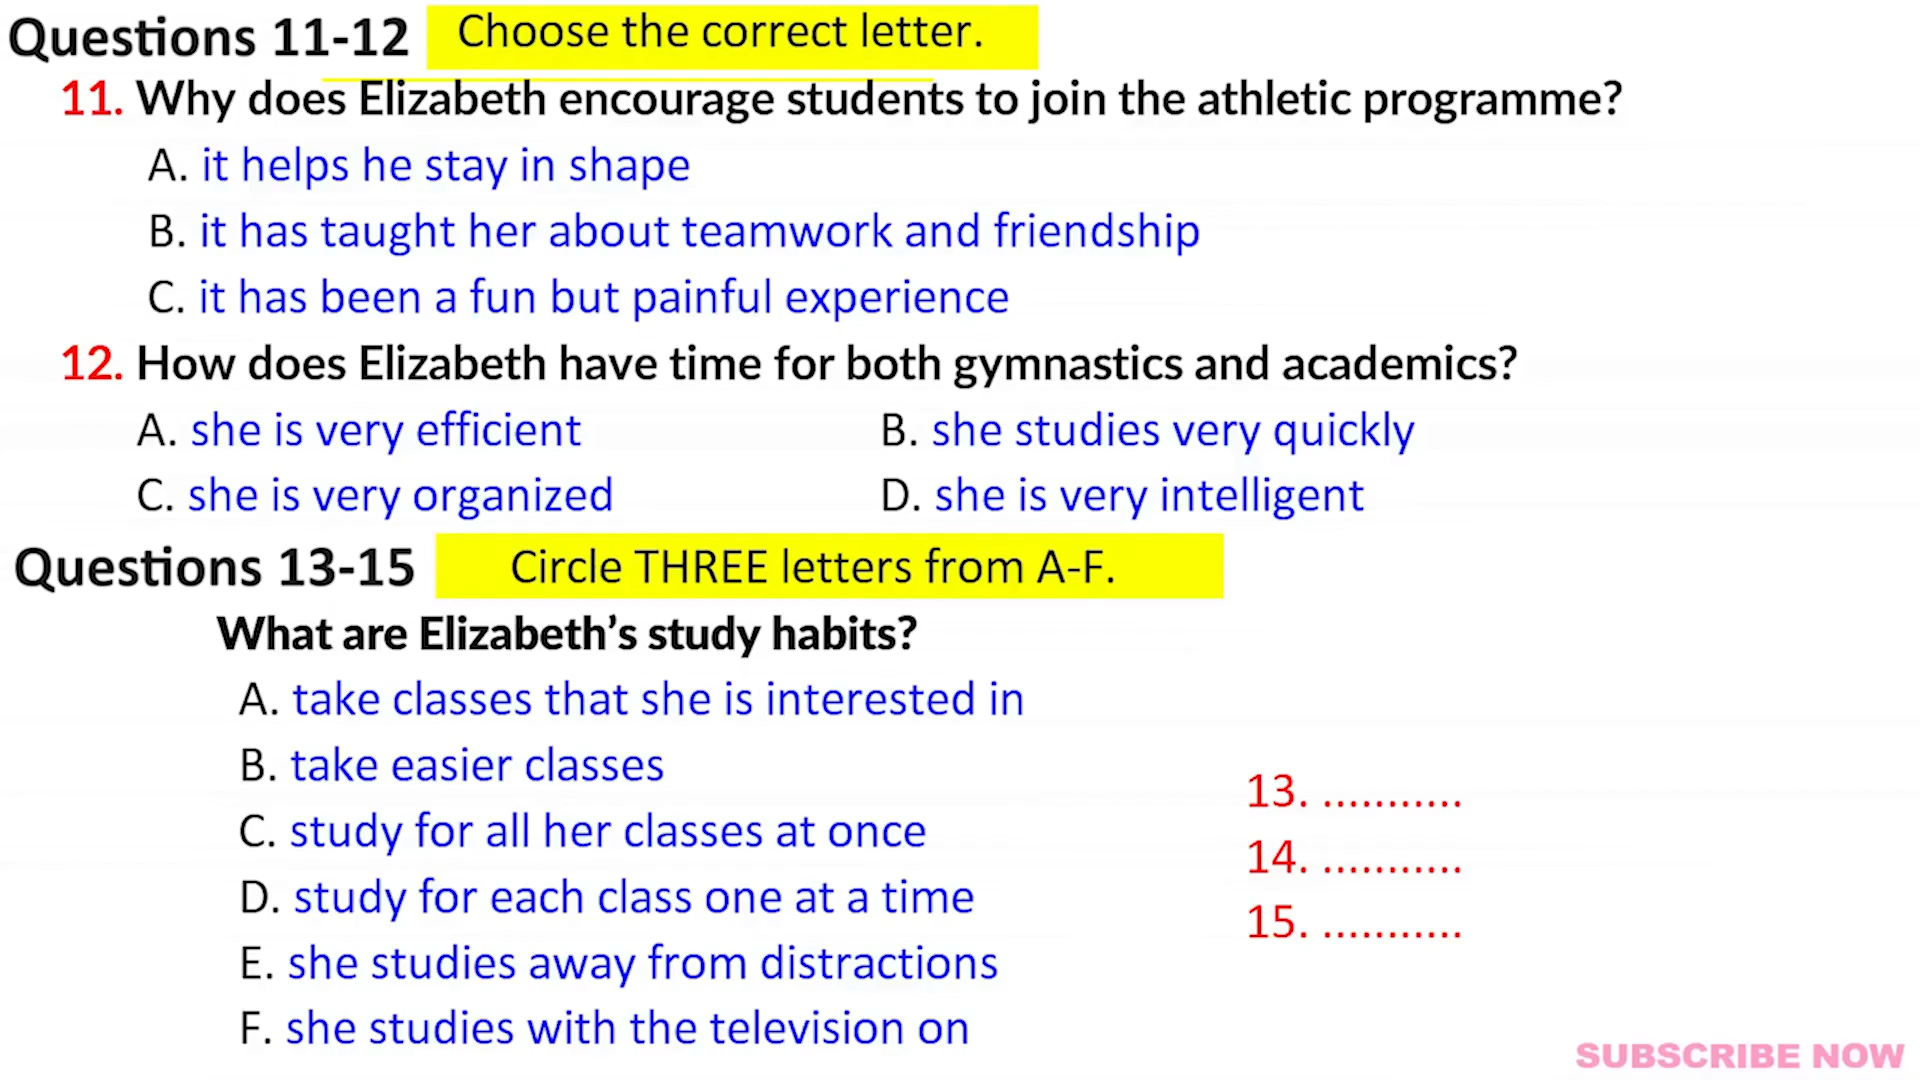 Questions 11-12 Choose the correct letter.
11. Why does Elizabeth encourage students to join the athletic programme?
A. it helps he stay in shape
B. it has taught her about teamwork and friendship
C. it has been a fun but painful experience
12. How does Elizabeth have time for both gymnastics and academics?
A. she is very efficient B. she studies very quickly
C. she is very organized D. she is very intelligent
Questions 13-15 Circle THREE letters from A-F.
What are Elizabeth’s study habits?
A. take classes that she is interested in
B. take easier classes
13. ...........
C. study for all her classes at once
14. ...........
D. study for each class one at a time
15. ...........
E. she studies away from distractions
F. she studies with the television on
SUBSCRIBE NOW